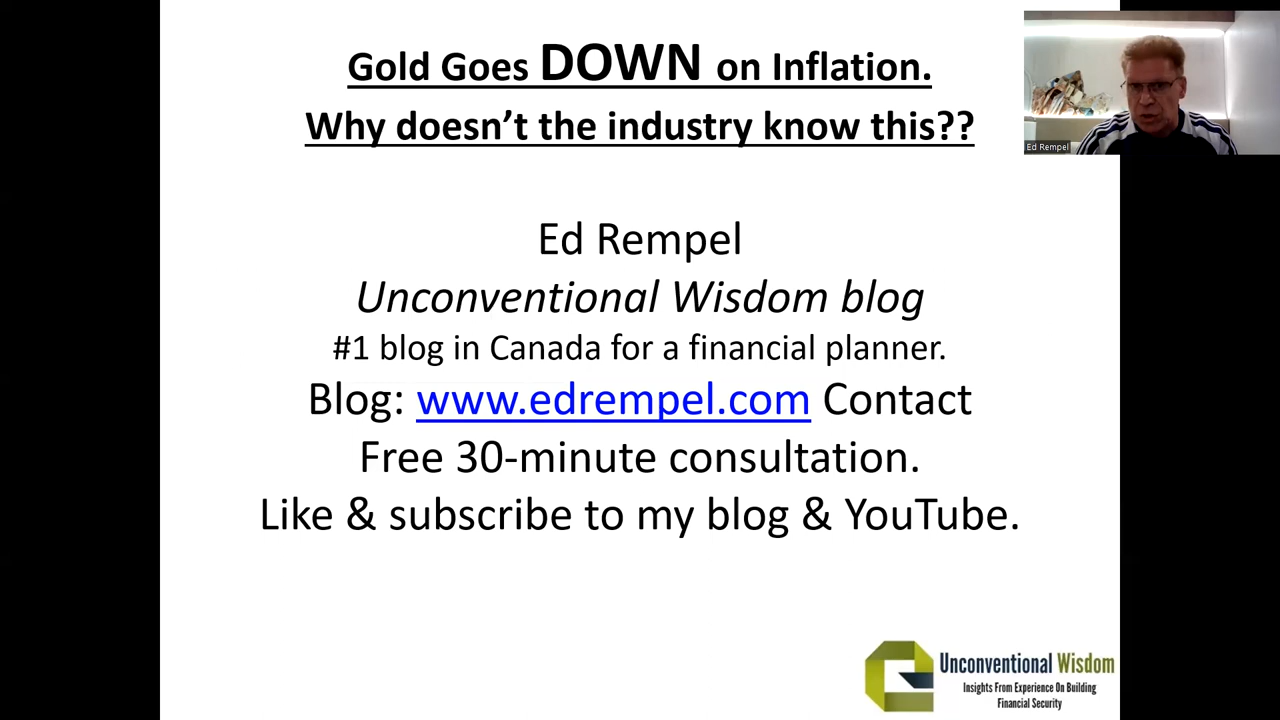 Gold Goes DOWN on Inflation.
Why doesn't the industry know this??
Ed Rempel
Ed Rempel
Unconventional Wisdom blog
#1 blog in Canada for a financial planner.
Blog: www.edrempel.com Contact
Free 30-minute consultation.
Like & subscribe to my blog & YouTube.
Unconventional Wisdom
Insights From Experience On Building
Financial Security